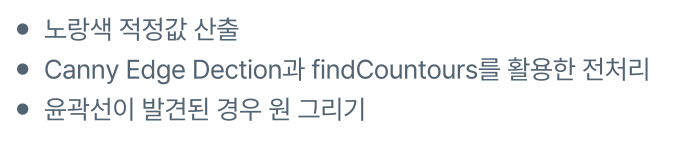 • 노랑색 적정값 산출
• Canny Edge Dection과 findCountours를 활용한 전처리
• 윤곽선이 발견된 경우 원 그리기